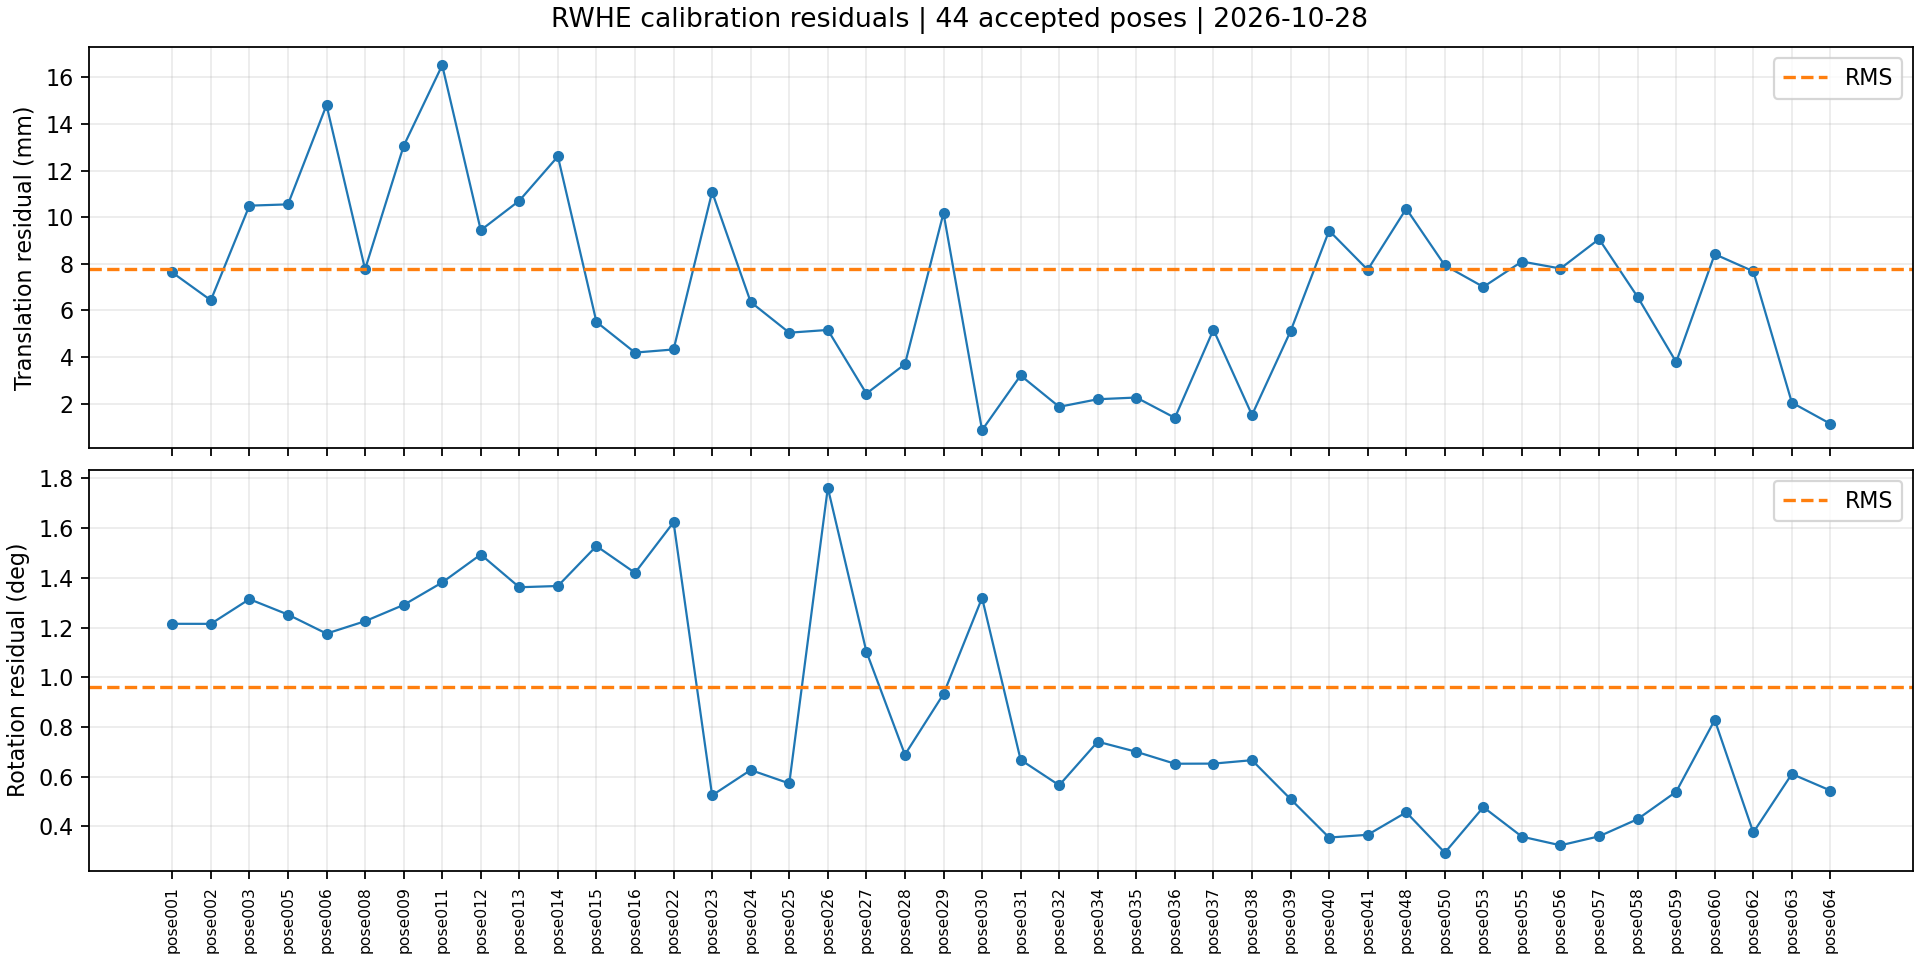 RWHE calibration residuals | 44 accepted poses | 2026-10-28
Translation residual (mm)
16
14
12
10
8
6
4
2
RMS
Rotation residual (deg)
1.8
1.6
1.4
1.2
1.0
0.8
0.6
0.4
RMS
pose001
pose002
pose003
pose005
pose006
pose008
pose009
pose011
pose012
pose013
pose014
pose015
pose016
pose022
pose023
pose024
pose025
pose026
pose027
pose028
pose029
pose030
pose031
pose032
pose034
pose035
pose036
pose037
pose038
pose039
pose040
pose041
pose048
pose050
pose053
pose055
pose056
pose057
pose058
pose059
pose060
pose062
pose063
pose064